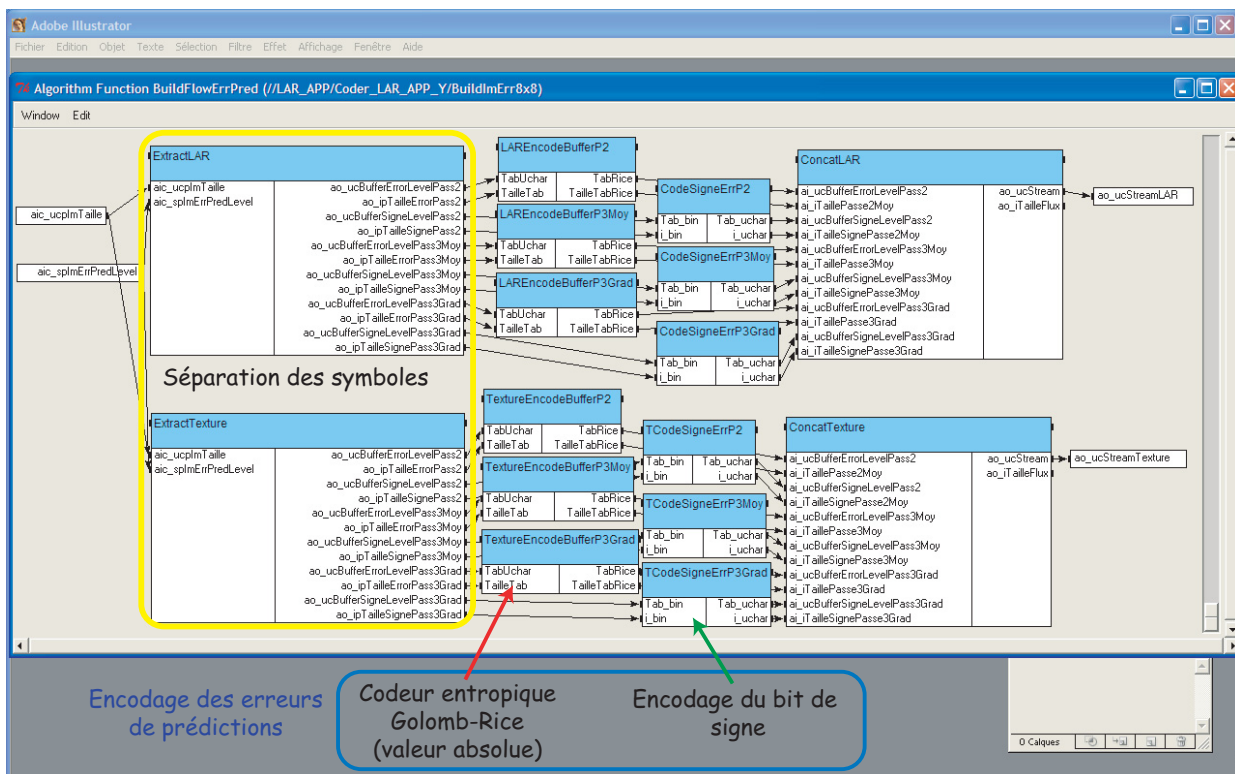 Adobe Illustrator
Fichier Edition Objet Texte Sélection Filtre Effet Affichage Fenêtre Aide
Algorithm Function BuildFlowErrPred (//LAR_APP/Coder_LAR_APP_Y/BuildImErr8x8)
Window Edit
aic_ucpImTaille
aic_spImErrPredLevel
ExtractLAR
aic_ucpImTaille
aic_spImErrPredLevel
ao_ucBufferErrorLevelPass2
ao_ipTailleErrorPass2
ao_ucBufferSigneLevelPass2
ao_ipTailleSignePass2
ao_ucBufferErrorLevelPass3Moy
ao_ipTailleErrorPass3Moy
ao_ucBufferSigneLevelPass3Moy
ao_ipTailleSignePass3Moy
ao_ucBufferErrorLevelPass3Grad
ao_ipTailleErrorPass3Grad
ao_ucBufferSigneLevelPass3Grad
ao_ipTailleSignePass3Grad
LAREncodeBufferP2
TabUchar TabRice
TailleTab TailleTabRice
LAREncodeBufferP3Moy
TabUchar TabRice
TailleTab TailleTabRice
LAREncodeBufferP3Grad
TabUchar TabRice
TailleTab TailleTabRice
CodeSigneErrP2
Tab_bin Tab_uchar
i_bin i_uchar
CodeSigneErrP3Moy
Tab_bin Tab_uchar
i_bin i_uchar
CodeSigneErrP3Grad
Tab_bin Tab_uchar
i_bin i_uchar
ConcatLAR
ai_ucBufferErrorLevelPass2
ai_iTaillePasse2Moy
ai_ucBufferSigneLevelPass2
ai_iTailleSignePasse2Moy
ai_ucBufferErrorLevelPass3Moy
ai_iTaillePasse3Moy
ai_ucBufferSigneLevelPass3Moy
ai_iTailleSignePasse3Moy
ai_ucBufferErrorLevelPass3Grad
ai_iTaillePasse3Grad
ai_ucBufferSigneLevelPass3Grad
ai_iTailleSignePasse3Grad
ao_ucStream
ao_iTailleFlux
ao_ucStreamLAR
Séparation des symboles
ExtractTexture
aic_ucpImTaille
aic_spImErrPredLevel
ao_ucBufferErrorLevelPass2
ao_ipTailleErrorPass2
ao_ucBufferSigneLevelPass2
ao_ipTailleSignePass2
ao_ucBufferErrorLevelPass3Moy
ao_ipTailleErrorPass3Moy
ao_ucBufferSigneLevelPass3Moy
ao_ipTailleSignePass3Moy
ao_ucBufferErrorLevelPass3Grad
ao_ipTailleErrorPass3Grad
ao_ucBufferSigneLevelPass3Grad
ao_ipTailleSignePass3Grad
TextureEncodeBufferP2
TabUchar TabRice
TailleTab TailleTabRice
TextureEncodeBufferP3Moy
TabUchar TabRice
TailleTab TailleTabRice
TextureEncodeBufferP3Grad
TabUchar TabRice
TailleTab TailleTabRice
TCodeSigneErrP2
Tab_bin Tab_uchar
i_bin i_uchar
TCodeSigneErrP3Moy
Tab_bin Tab_uchar
i_bin i_uchar
TCodeSigneErrP3Grad
Tab_bin Tab_uchar
i_bin i_uchar
ConcatTexture
ai_ucBufferErrorLevelPass2
ai_iTaillePasse2Moy
ai_ucBufferSigneLevelPass2
ai_iTailleSignePasse2Moy
ai_ucBufferErrorLevelPass3Moy
ai_iTaillePasse3Moy
ai_ucBufferSigneLevelPass3Moy
ai_iTailleSignePasse3Moy
ai_ucBufferErrorLevelPass3Grad
ai_iTaillePasse3Grad
ai_ucBufferSigneLevelPass3Grad
ai_iTailleSignePasse3Grad
ao_ucStream
ao_iTailleFlux
ao_ucStreamTexture
Encodage des erreurs
de prédictions
Codeur entropique
Golomb-Rice
(valeur absolue)
Encodage du bit de
signe
0 Calques